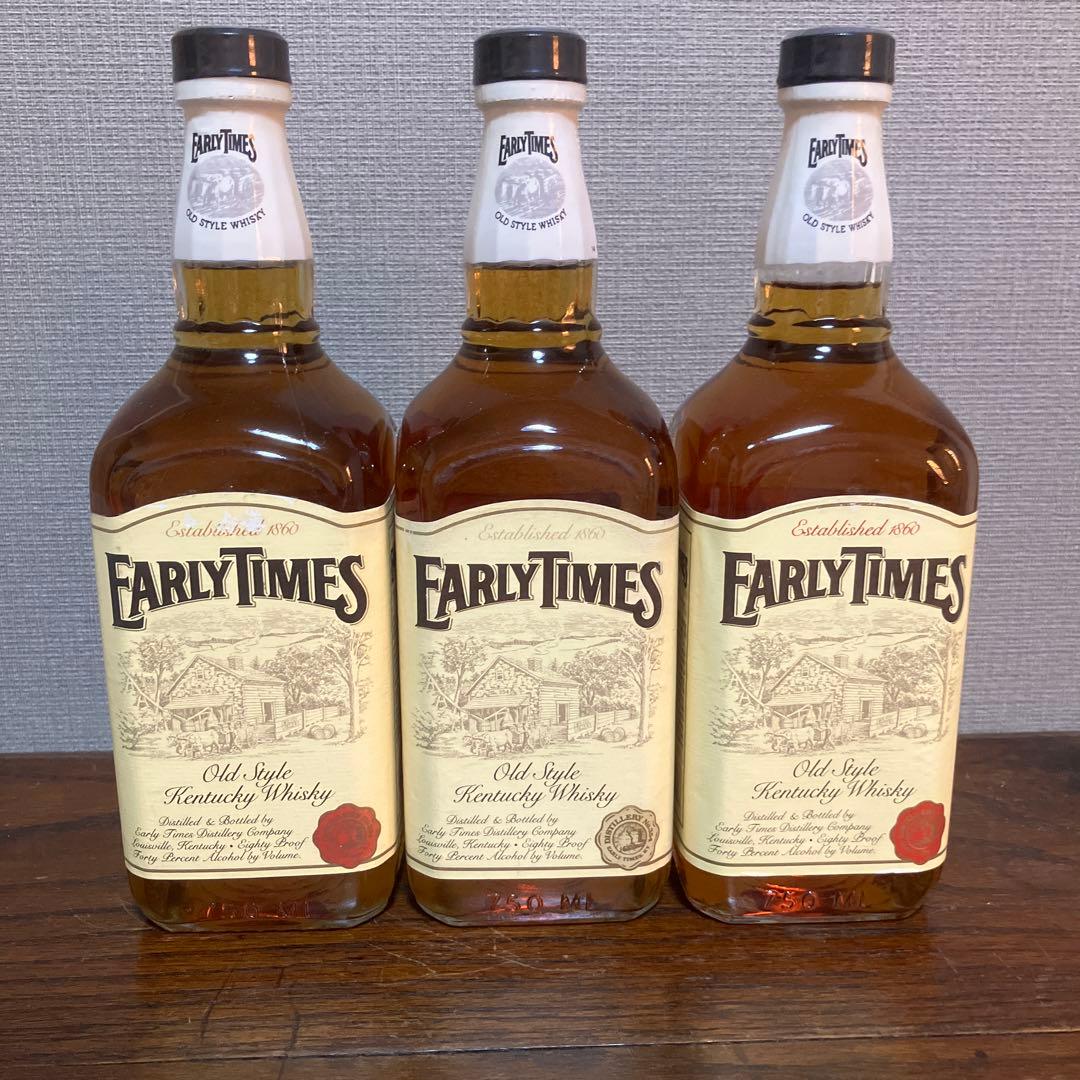 EARLY TIMES
OLD STYLE WHISKY
Established 1860
EARLY TIMES
Old Style
Kentucky Whisky
Distilled & Bottled by
Early Times Distillery Company
Louisville, Kentucky • Eighty Proof
Forty Percent Alcohol by Volume.
750 ML
EARLY TIMES
OLD STYLE WHISKY
Established 1860
EARLY TIMES
Old Style
Kentucky Whisky
Distilled & Bottled by
Early Times Distillery Company
Louisville, Kentucky • Eighty Proof
Forty Percent Alcohol by Volume.
DISTILLERY
750 ML
EARLY TIMES
OLD STYLE WHISKY
Established 1860
EARLY TIMES
Old Style
Kentucky Whisky
Distilled & Bottled by
Early Times Distillery Company
Louisville, Kentucky • Eighty Proof
Forty Percent Alcohol by Volume.
750 ML